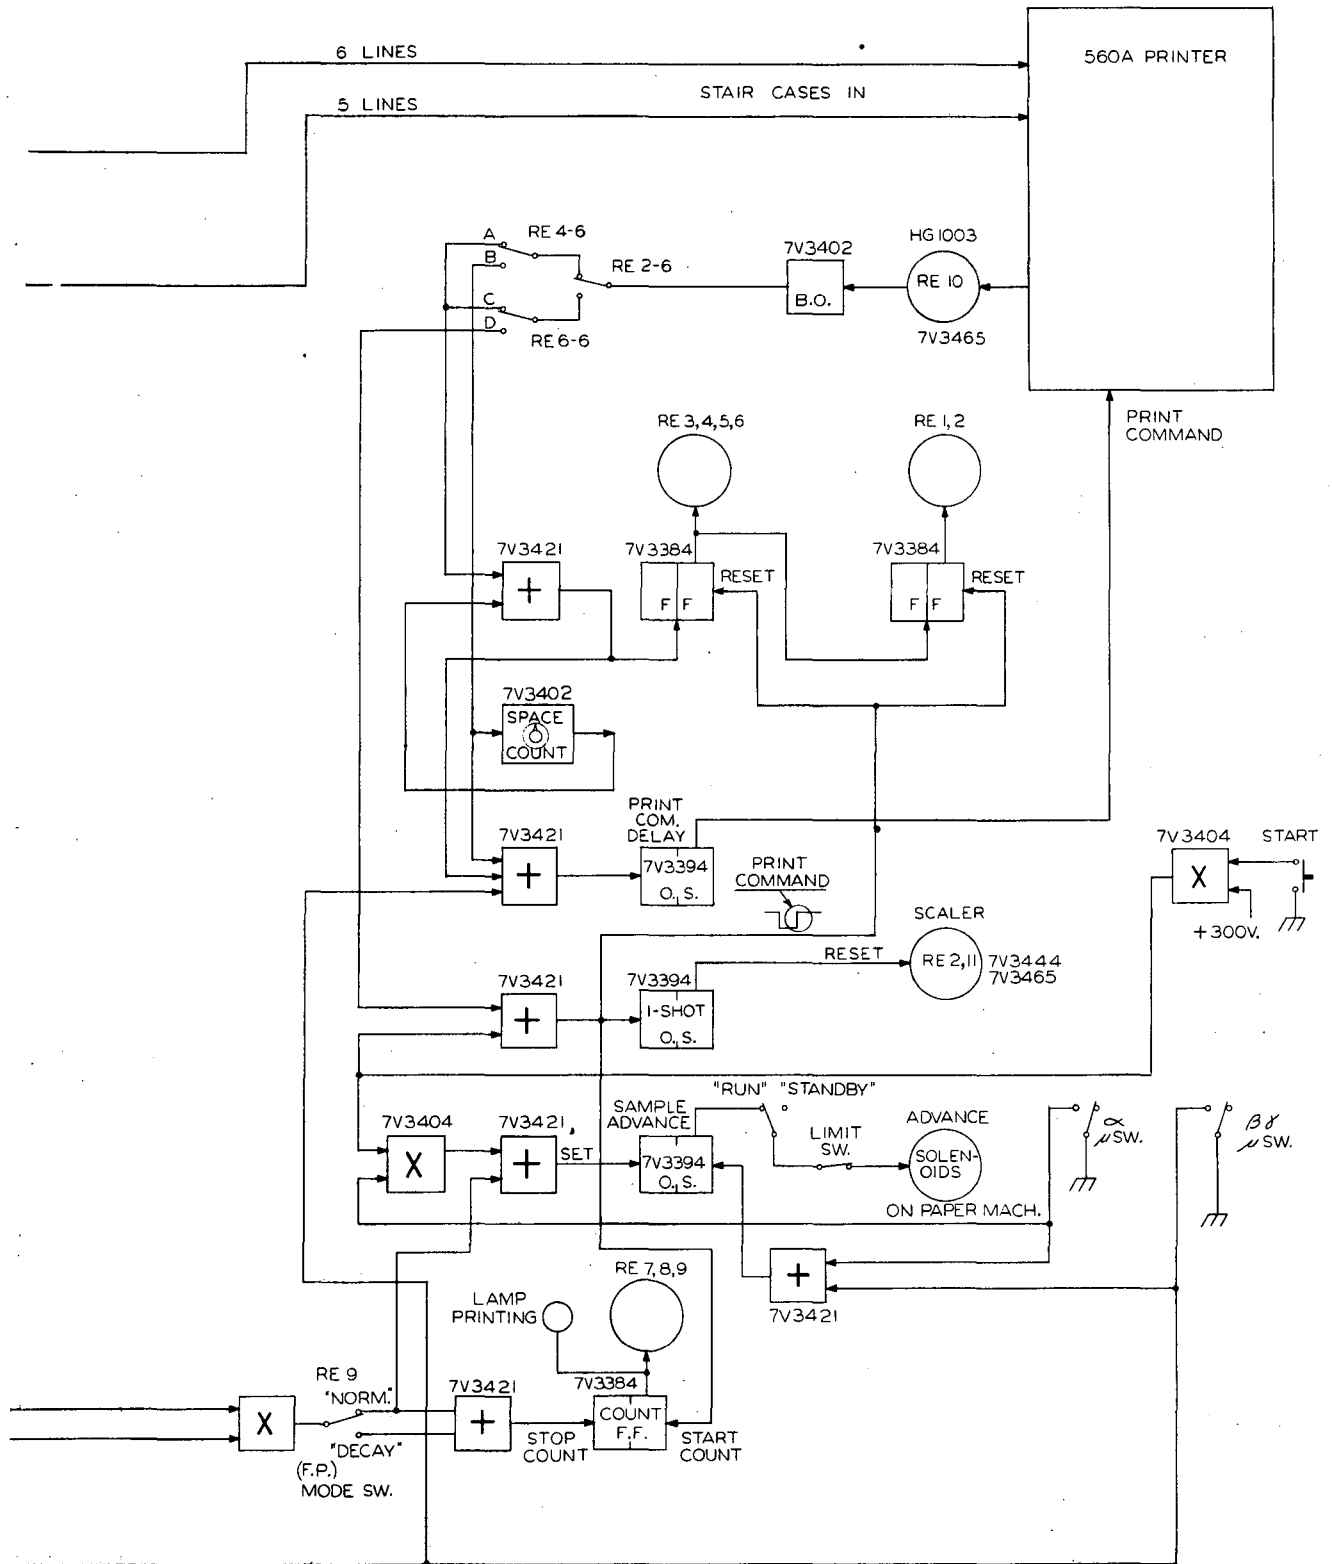 6 LINES
560A PRINTER
STAIR CASES IN
5 LINES
A
RE 4-6
B
RE 2-6
C
D
RE 6-6
7V3402
B.O.
HG1003
RE 10
7V3465
PRINT
COMMAND
RE 3,4,5,6
RE 1,2
7V3421
+
7V3384
F F
RESET
7V3384
F F
RESET
7V3402
SPACE
COUNT
PRINT
COM.
DELAY
7V3421
+
7V3394
O.S.
PRINT
COMMAND
7V3404
X
START
+300V.
SCALER
RESET
RE 2,11
7V3444
7V3465
7V3421
+
7V3394
1-SHOT
O.S.
"RUN" "STANDBY"
7V3404
X
7V3421
+
SET
SAMPLE
ADVANCE
7V3394
O.S.
LIMIT
SW.
ADVANCE
SOLEN-
OIDS
ON PAPER MACH.
α
μSW.
βγ
μSW.
+
7V3421
RE 7,8,9
LAMP
PRINTING
RE 9
"NORM."
X
"DECAY"
(F.P.)
MODE SW.
7V3421
+
STOP
COUNT
7V3384
COUNT
F.F.
START
COUNT